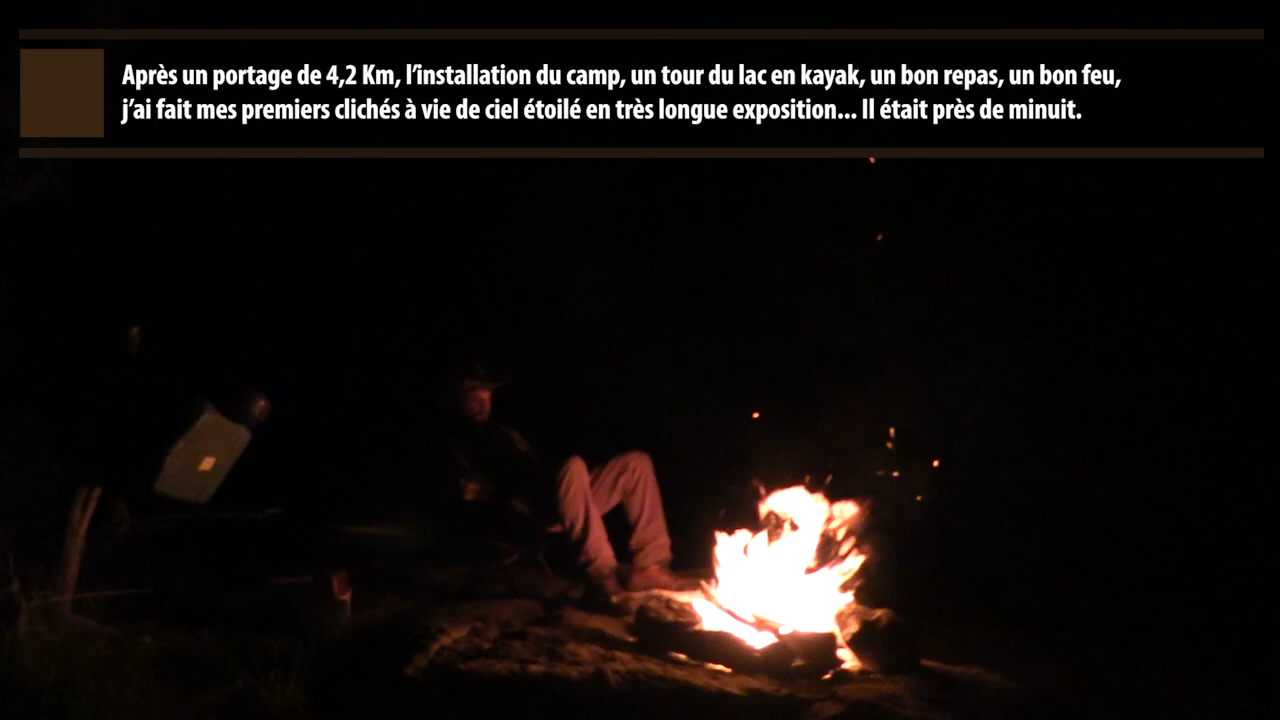 Après un portage de 4,2 Km, l'installation du camp, un tour du lac en kayak, un bon repas, un bon feu,
j'ai fait mes premiers clichés à vie de ciel étoilé en très longue exposition... Il était près de minuit.